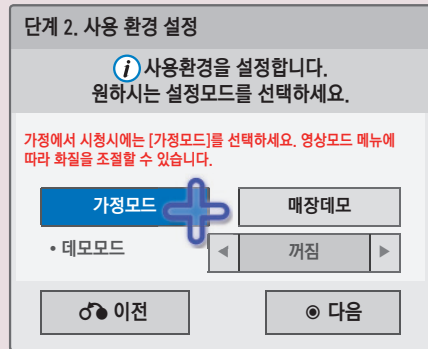 단계 2. 사용 환경 설정
i 사용환경을 설정합니다.
원하시는 설정모드를 선택하세요.
가정에서 시청시에는 [가정모드]를 선택하세요. 영상모드 메뉴에
따라 화질을 조절할 수 있습니다.
가정모드 매장데모
• 데모모드 ◀ 꺼짐 ▶
이전 ◉ 다음